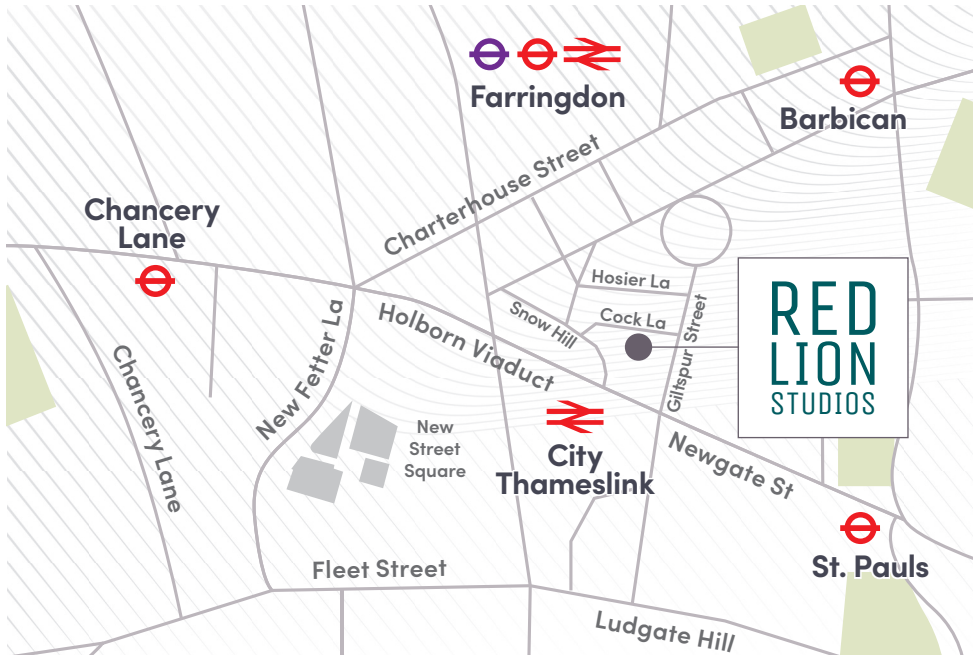 Farringdon
Barbican
Charterhouse Street
Chancery
Lane
Hosier La
Snow Hill
Cock La
Giltspur Street
RED
LION
STUDIOS
New Fetter La
Holborn Viaduct
Chancery Lane
New
Street
Square
City
Thameslink
Newgate St
St. Pauls
Fleet Street
Ludgate Hill